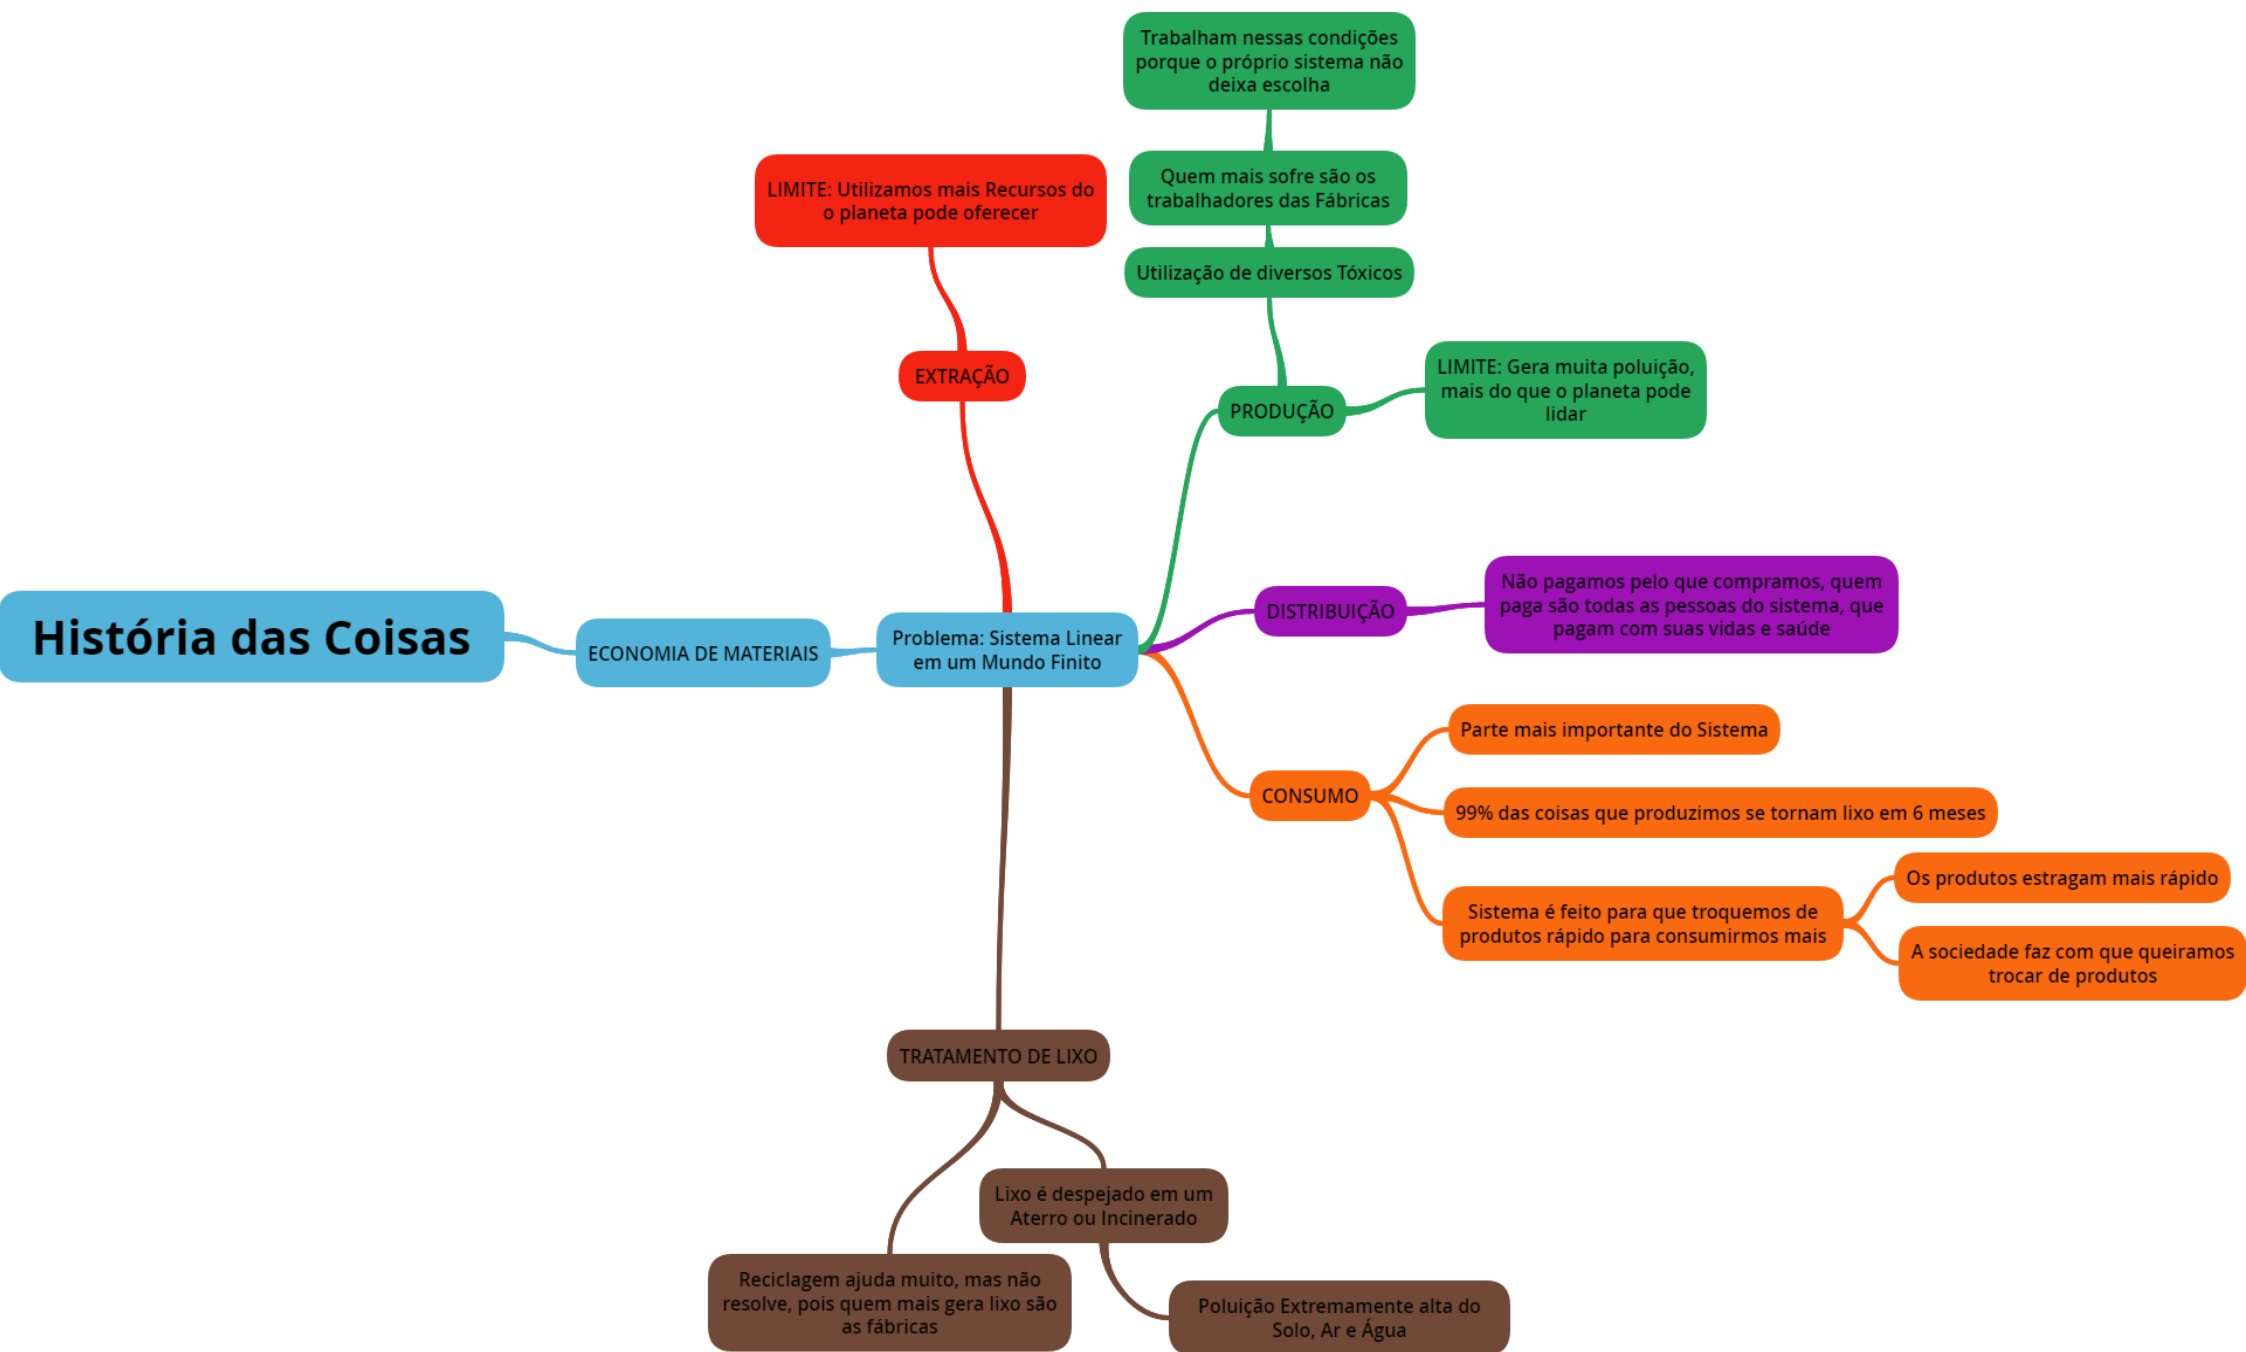 História das Coisas
ECONOMIA DE MATERIAIS
Problema: Sistema Linear
em um Mundo Finito
EXTRAÇÃO
LIMITE: Utilizamos mais Recursos do
o planeta pode oferecer
PRODUÇÃO
Utilização de diversos Tóxicos
Quem mais sofre são os
trabalhadores das Fábricas
Trabalham nessas condições
porque o próprio sistema não
deixa escolha
LIMITE: Gera muita poluição,
mais do que o planeta pode
lidar
DISTRIBUIÇÃO
Não pagamos pelo que compramos, quem
paga são todas as pessoas do sistema, que
pagam com suas vidas e saúde
CONSUMO
Parte mais importante do Sistema
99% das coisas que produzimos se tornam lixo em 6 meses
Sistema é feito para que troquemos de
produtos rápido para consumirmos mais
Os produtos estragam mais rápido
A sociedade faz com que queiramos
trocar de produtos
TRATAMENTO DE LIXO
Lixo é despejado em um
Aterro ou Incinerado
Poluição Extremamente alta do
Solo, Ar e Água
Reciclagem ajuda muito, mas não
resolve, pois quem mais gera lixo são
as fábricas